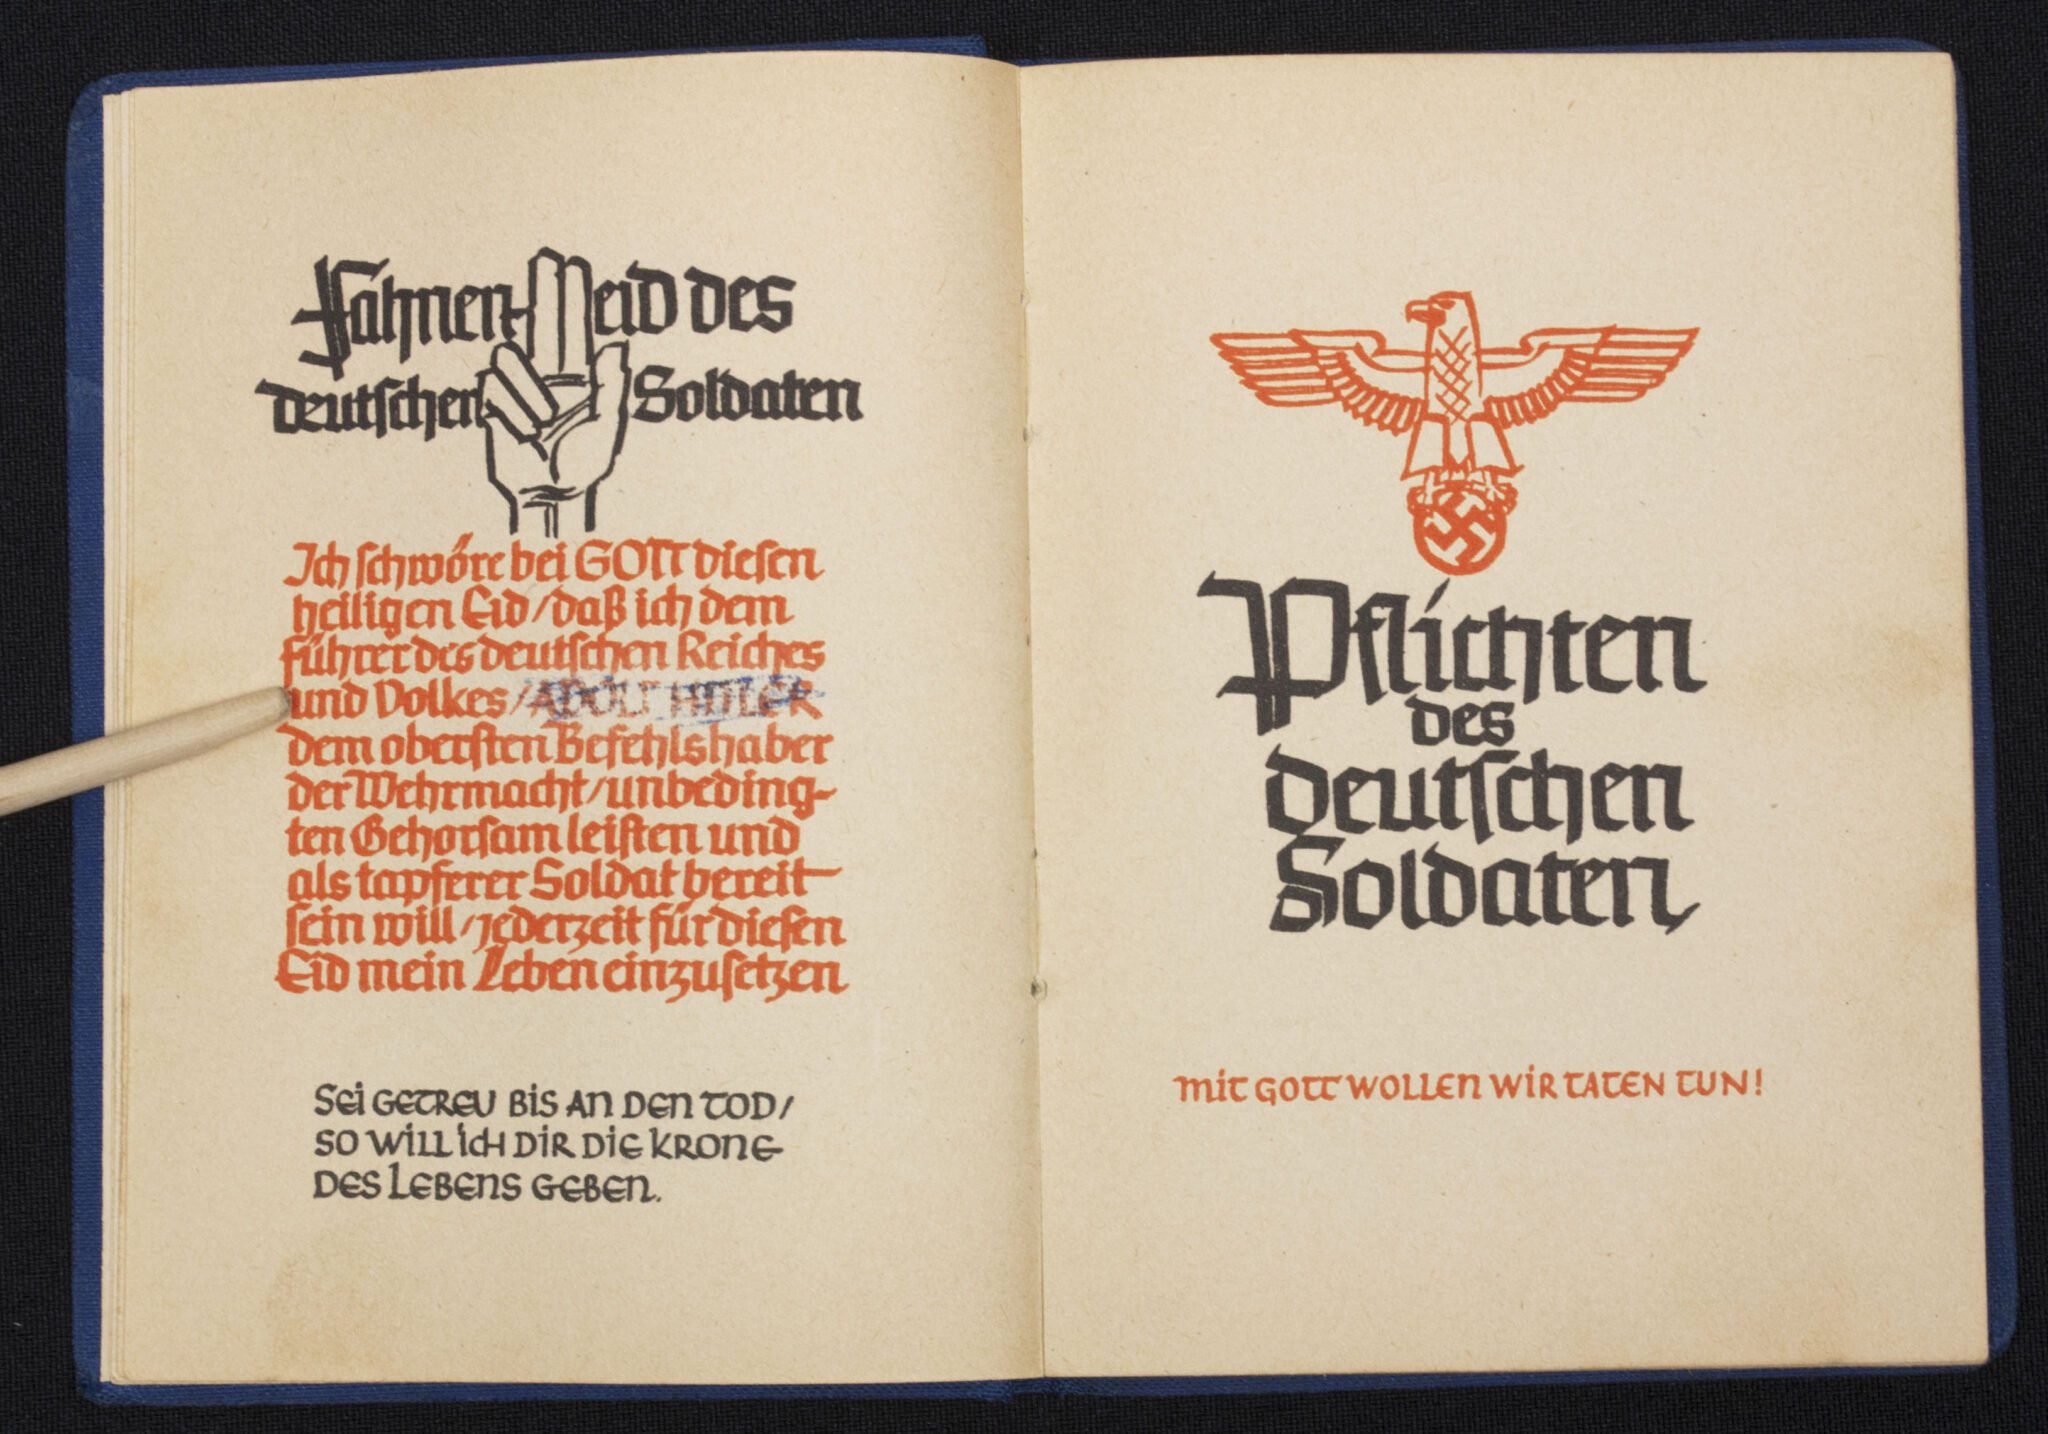 Fahneneid des
deutschen Soldaten
Ich schwöre bei GOTT diesen
heiligen Eid/daß ich dem
Führer des deutschen Reiches
und Volkes/ADOLF HITLER
dem obersten Befehlshaber
der Wehrmacht/unbeding-
ten Gehorsam leisten und
als tapferer Soldat bereit
sein will/jederzeit für diesen
Eid mein Leben einzusetzen
SEI GETREU BIS AN DEN TOD/
SO WILL ICH DIR DIE KRONE
DES LEBENS GEBEN.
Pflichten
des
deutschen
Soldaten
MIT GOTT WOLLEN WIR TATEN TUN!